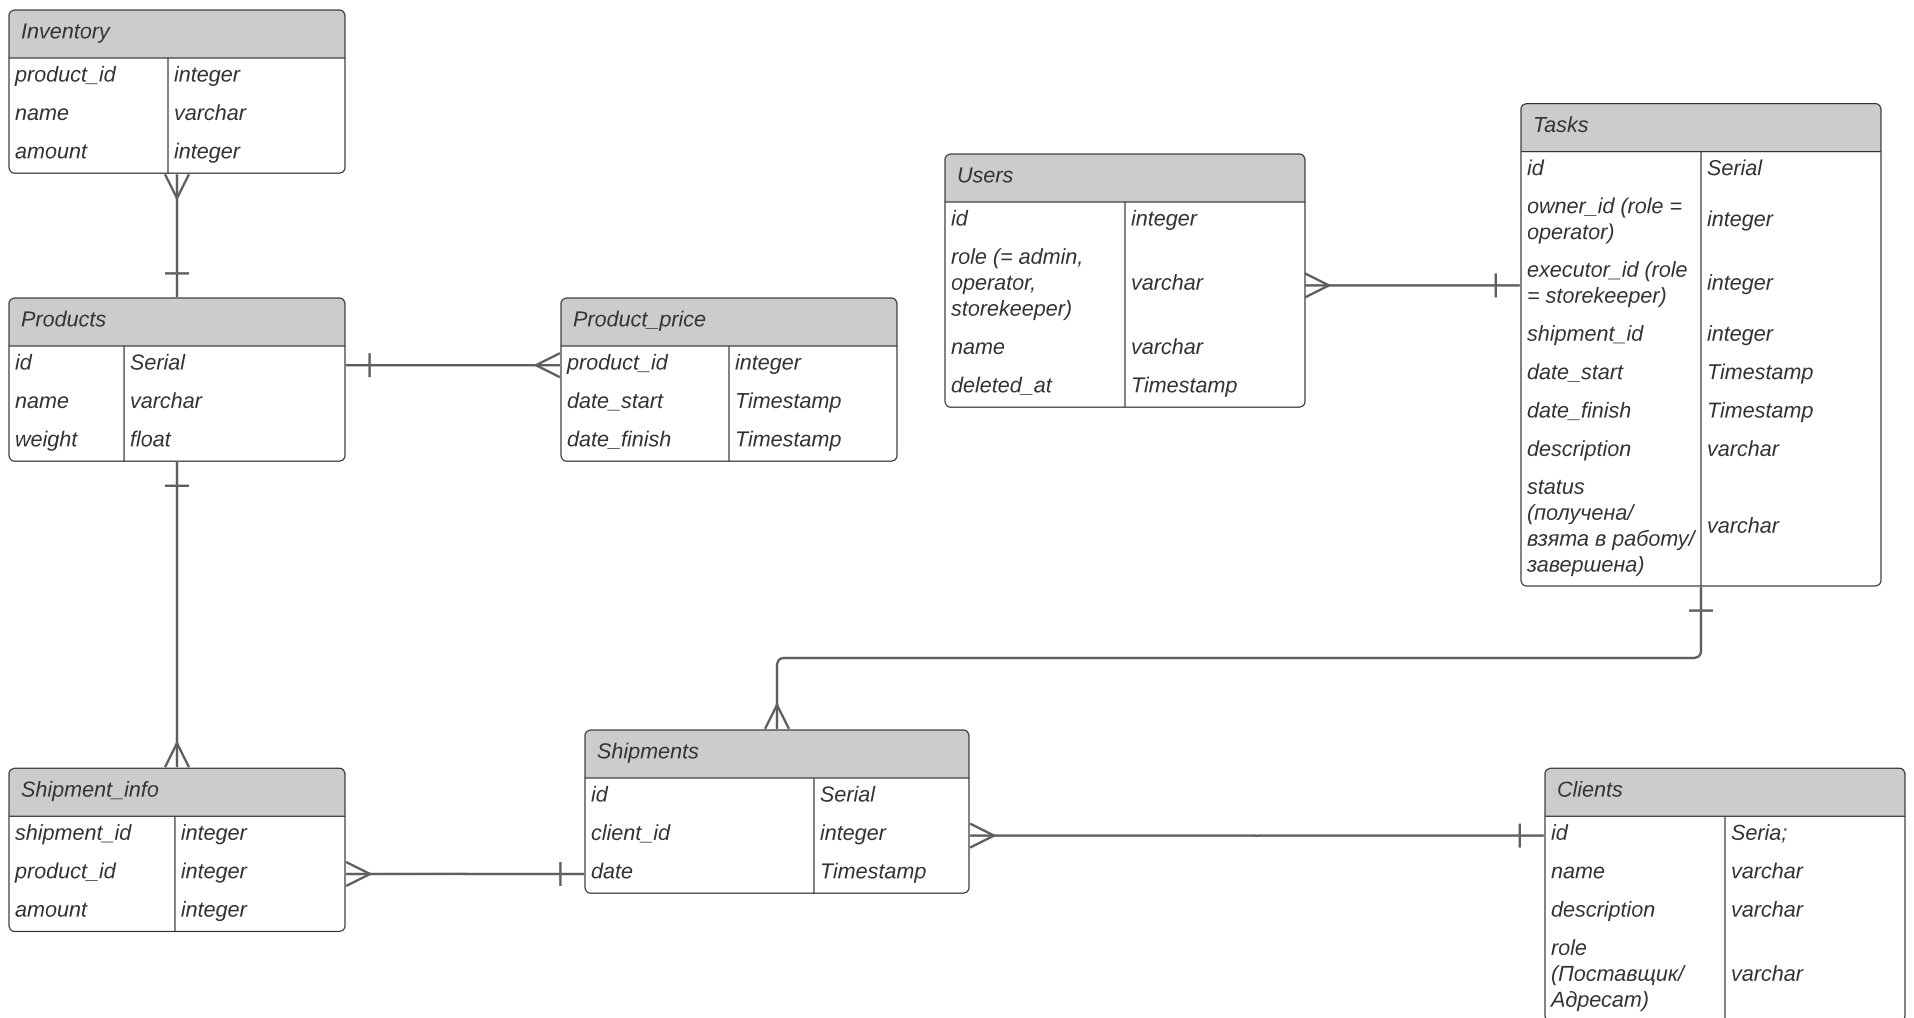 Inventory
product_id integer
name varchar
amount integer
Products
id Serial
name varchar
weight float
Product_price
product_id integer
date_start Timestamp
date_finish Timestamp
Users
id integer
role (= admin,
operator,
storekeeper)
varchar
name varchar
deleted_at Timestamp
Tasks
id Serial
owner_id (role =
operator)
integer
executor_id (role
= storekeeper)
integer
shipment_id integer
date_start Timestamp
date_finish Timestamp
description varchar
status
(получена/
взята в работу/
завершена)
varchar
Shipment_info
shipment_id integer
product_id integer
amount integer
Shipments
id Serial
client_id integer
date Timestamp
Clients
id Seria;
name varchar
description varchar
role
(Поставщик/
Адресат)
varchar